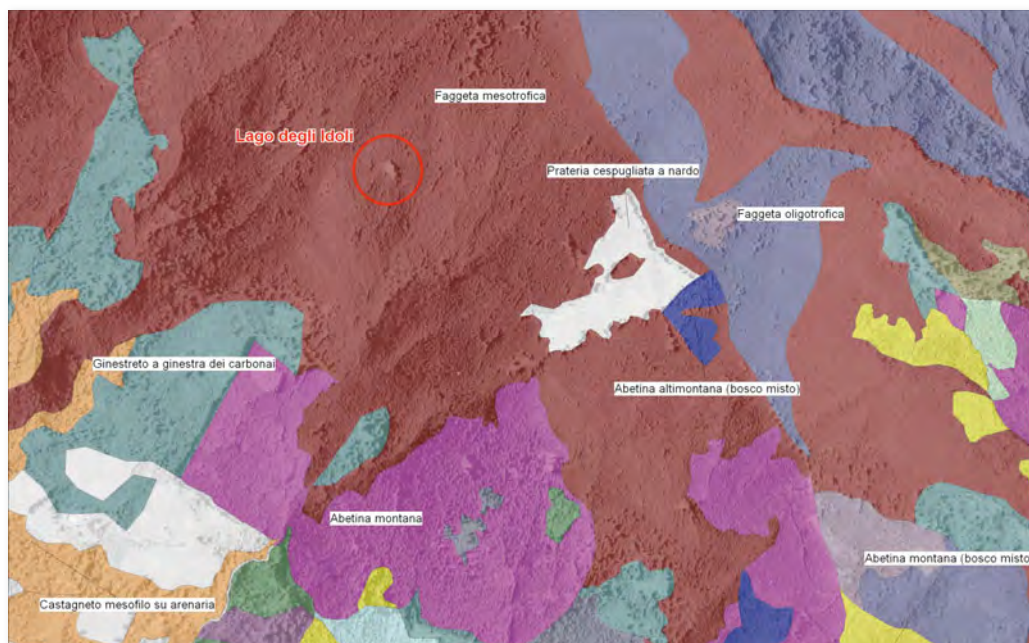 Faggeta mesotrofica
Lago degli Idoli
Prateria cespugliata a nardo
Faggeta oligotrofica
Ginestreto a ginestra dei carbonai
Abetina altimontana (bosco misto)
Abetina montana
Abetina montana (bosco misto
Castagneto mesofilo su arenaria